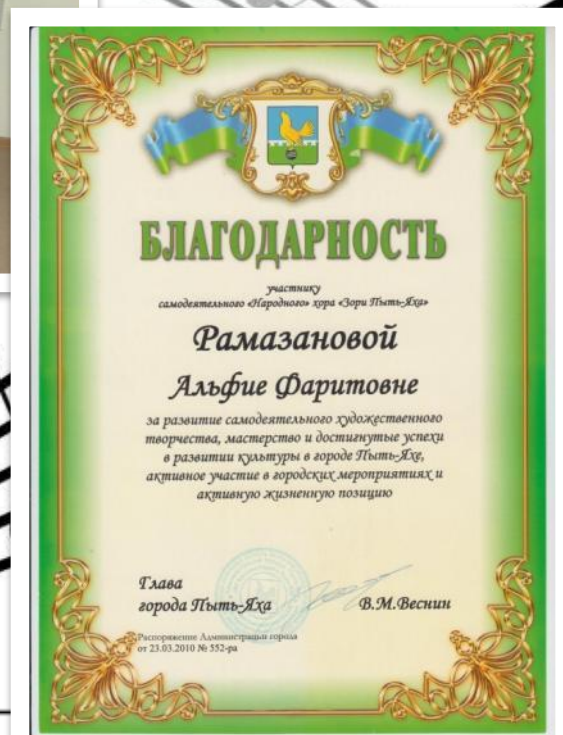 БЛАГОДАРНОСТЬ
участнику
самодеятельного «Народного» хора «Зори Пыть-Яха»
Рамазановой
Альфие Фаритовне
за развитие самодеятельного художественного
творчества, мастерство и достигнутые успехи
в развитии культуры в городе Пыть-Яхе,
активное участие в городских мероприятиях и
активную жизненную позицию
Глава
города Пыть-Яха В.М.Веснин
Распоряжение Администрации города
от 23.03.2010 № 552-ра